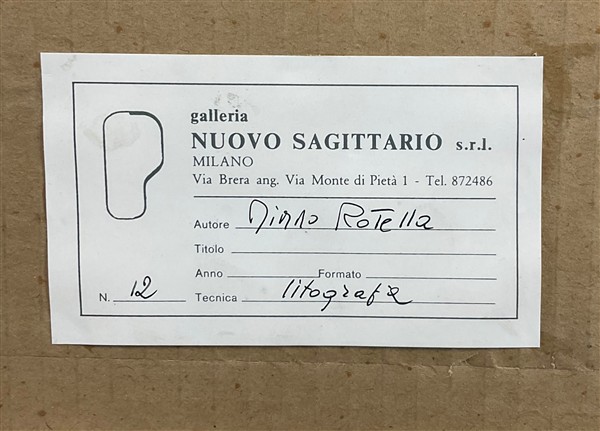 galleria
NUOVO SAGITTARIO s.r.l.
MILANO
Via Brera ang. Via Monte di Pietà 1 - Tel. 872486
Autore Mimmo Rotella
Titolo
Anno Formato
N. 12 Tecnica litografia